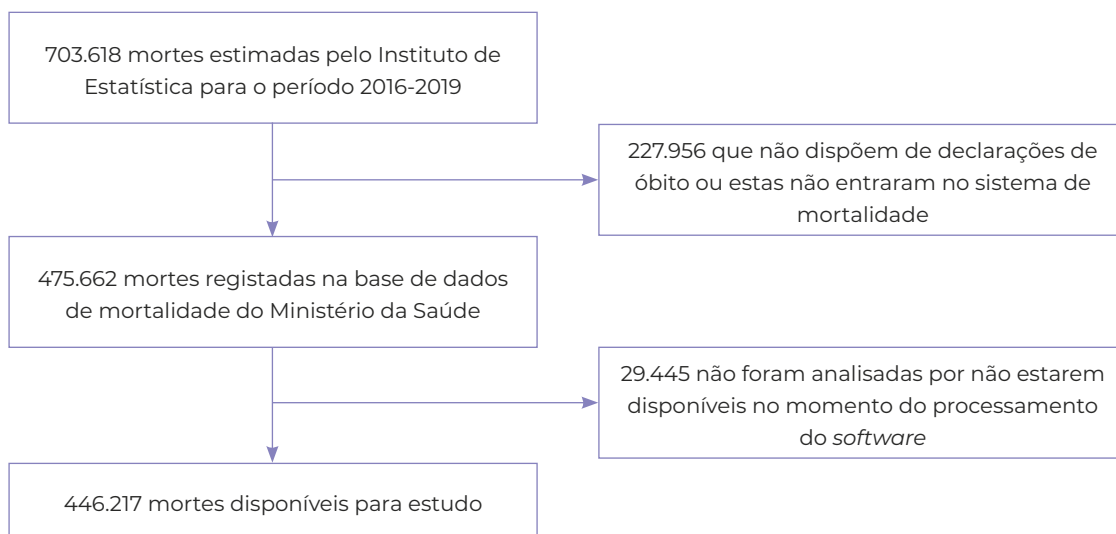 703.618 mortes estimadas pelo Instituto de
Estatística para o período 2016-2019
227.956 que não dispõem de declarações de
óbito ou estas não entraram no sistema de
mortalidade
475.662 mortes registadas na base de dados
de mortalidade do Ministério da Saúde
29.445 não foram analisadas por não estarem
disponíveis no momento do processamento
do software
446.217 mortes disponíveis para estudo